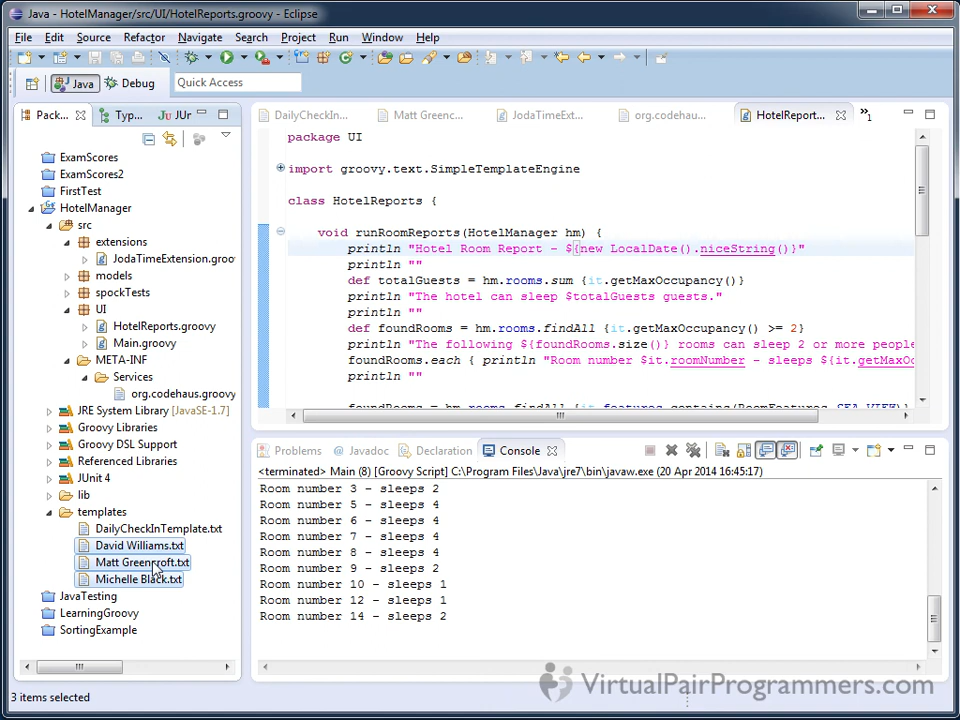 Java - HotelManager/src/UI/HotelReports.groovy - Eclipse
File Edit Source Refactor Navigate Search Project Run Window Help
Java Debug Quick Access
Pack... Typ... JUr
ExamScores
ExamScores2
FirstTest
HotelManager
src
extensions
JodaTimeExtension.groo
models
spockTests
UI
HotelReports.groovy
Main.groovy
META-INF
Services
org.codehaus.groovy
JRE System Library [JavaSE-1.7]
Groovy Libraries
Groovy DSL Support
Referenced Libraries
JUnit 4
lib
templates
DailyCheckInTemplate.txt
David Williams.txt
Matt Greencroft.txt
Michelle Black.txt
JavaTesting
LearningGroovy
SortingExample
3 items selected
DailyCheckIn... Matt Greenc... JodaTimeExt... org.codehau... HotelReport... »1
package UI
import groovy.text.SimpleTemplateEngine
class HotelReports {
void runRoomReports(HotelManager hm) {
println "Hotel Room Report - ${new LocalDate().niceString()}"
println ""
def totalGuests = hm.rooms.sum {it.getMaxOccupancy()}
println "The hotel can sleep $totalGuests guests."
println ""
def foundRooms = hm.rooms.findAll {it.getMaxOccupancy() >= 2}
println "The following ${foundRooms.size()} rooms can sleep 2 or more people
foundRooms.each { println "Room number $it.roomNumber - sleeps ${it.getMaxOc
println ""
foundRooms = hm.rooms.findAll {it.features.contains(RoomFeatures.SEA_VIEW)}
Problems Javadoc Declaration Console
<terminated> Main (8) [Groovy Script] C:\Program Files\Java\jre7\bin\javaw.exe (20 Apr 2014 16:45:17)
Room number 3 - sleeps 2
Room number 5 - sleeps 4
Room number 6 - sleeps 4
Room number 7 - sleeps 4
Room number 8 - sleeps 4
Room number 9 - sleeps 2
Room number 10 - sleeps 1
Room number 12 - sleeps 1
Room number 14 - sleeps 2
VirtualPairProgrammers.com